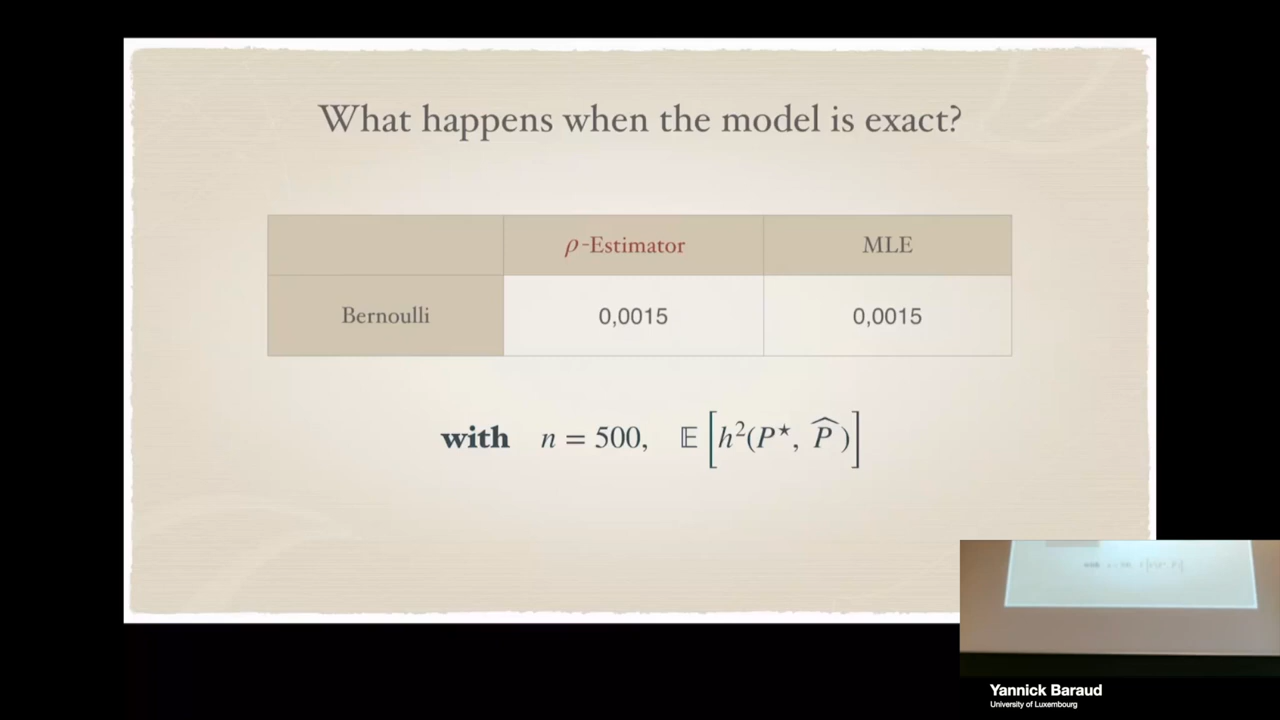 What happens when the model is exact?
ρ-Estimator MLE
Bernoulli 0,0015 0,0015
with n = 500, 𝔼[h²(P⋆, P̂)]
Yannick Baraud
University of Luxembourg